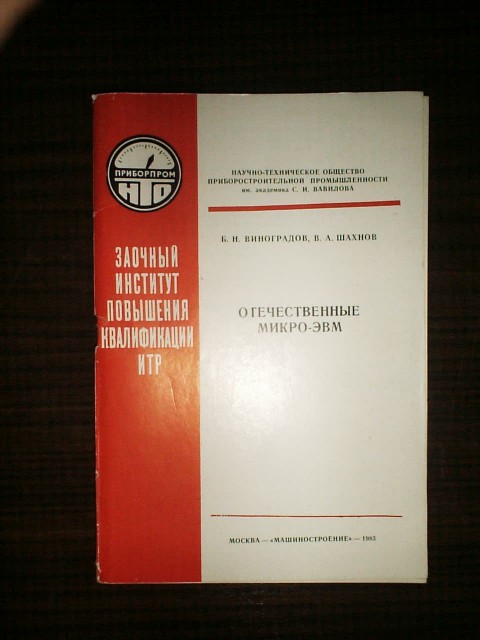 ПРИБОРПРОМ
НТО
ЗАОЧНЫЙ
ИНСТИТУТ
ПОВЫШЕНИЯ
КВАЛИФИКАЦИИ
ИТР
НАУЧНО-ТЕХНИЧЕСКОЕ ОБЩЕСТВО
ПРИБОРОСТРОИТЕЛЬНОЙ ПРОМЫШЛЕННОСТИ
им. академика С. И. ВАВИЛОВА
Б. Н. ВИНОГРАДОВ, В. А. ШАХНОВ
ОТЕЧЕСТВЕННЫЕ
МИКРО-ЭВМ
МОСКВА — «МАШИНОСТРОЕНИЕ» — 1983